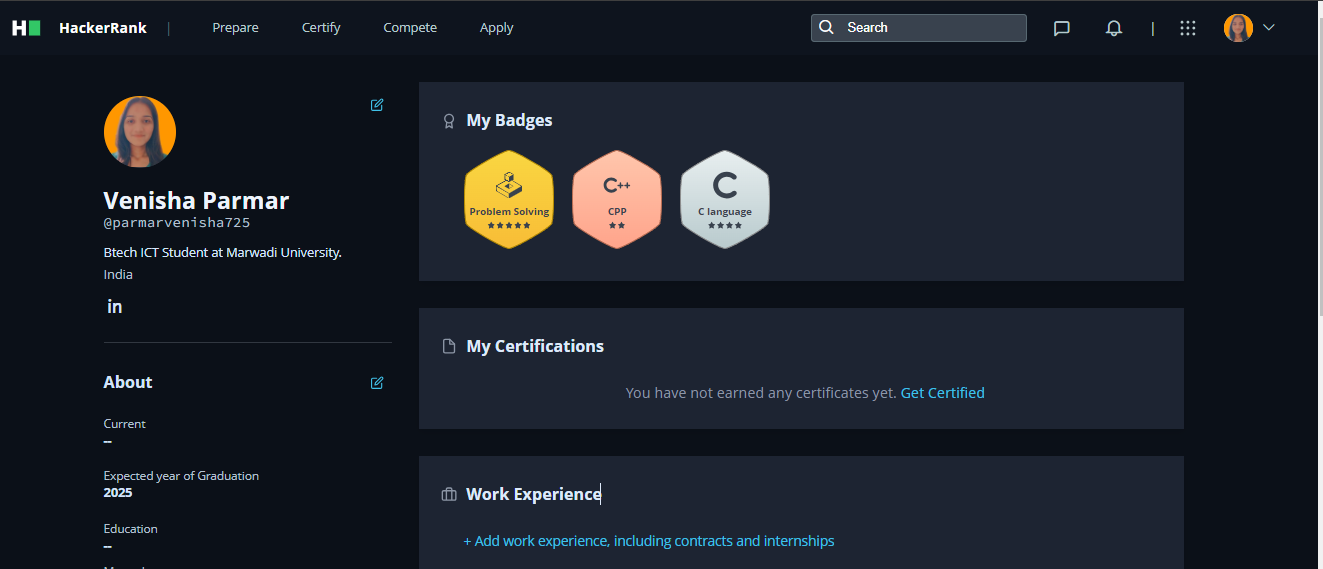 H HackerRank | Prepare Certify Compete Apply Search |
Venisha Parmar
@parmarvenisha725
Btech ICT Student at Marwadi University.
India
in
About
Current
--
Expected year of Graduation
2025
Education
--
My Badges
Problem Solving
C++
CPP
C
C language
My Certifications
You have not earned any certificates yet. Get Certified
Work Experience
+ Add work experience, including contracts and internships